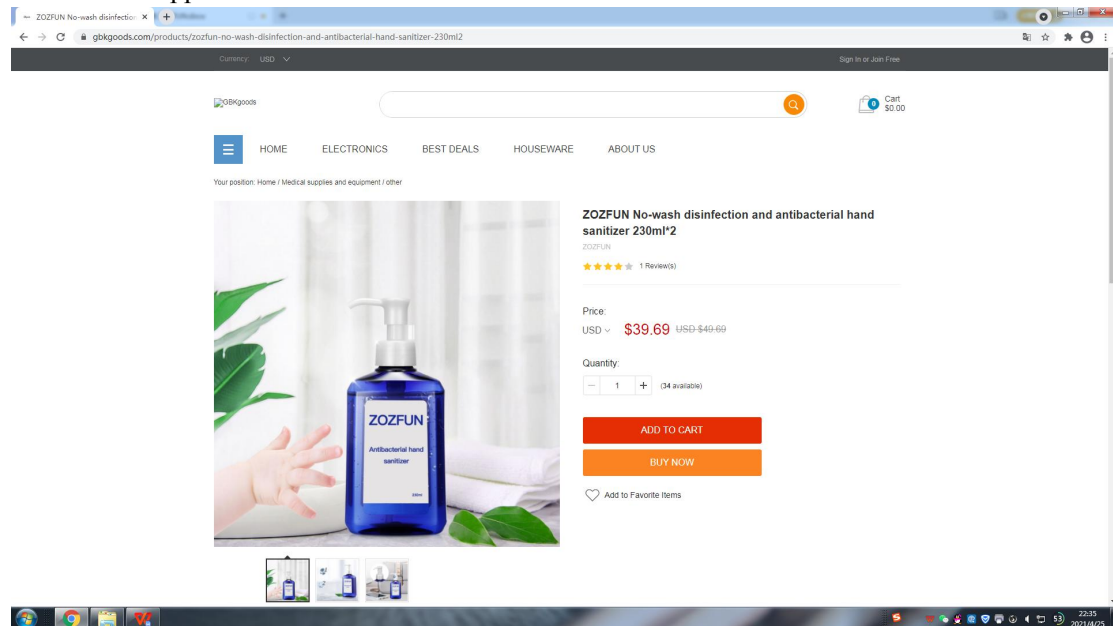 ZOZFUN No-wash disinfection
gbkgoods.com/products/zozfun-no-wash-disinfection-and-antibacterial-hand-sanitizer-230ml2
Currency: USD
Sign In or Join Free
GBKgoods
0
Cart
$0.00
HOME ELECTRONICS BEST DEALS HOUSEWARE ABOUT US
Your position: Home / Medical supplies and equipment / other
ZOZFUN No-wash disinfection and antibacterial hand
sanitizer 230ml*2
ZOZFUN
1 Review(s)
Price:
USD $39.69 USD $49.69
Quantity:
1 + (34 available)
ADD TO CART
BUY NOW
Add to Favorite Items
ZOZFUN
Antibacterial hand
sanitizer
230ml
53
22:35
2021/4/25